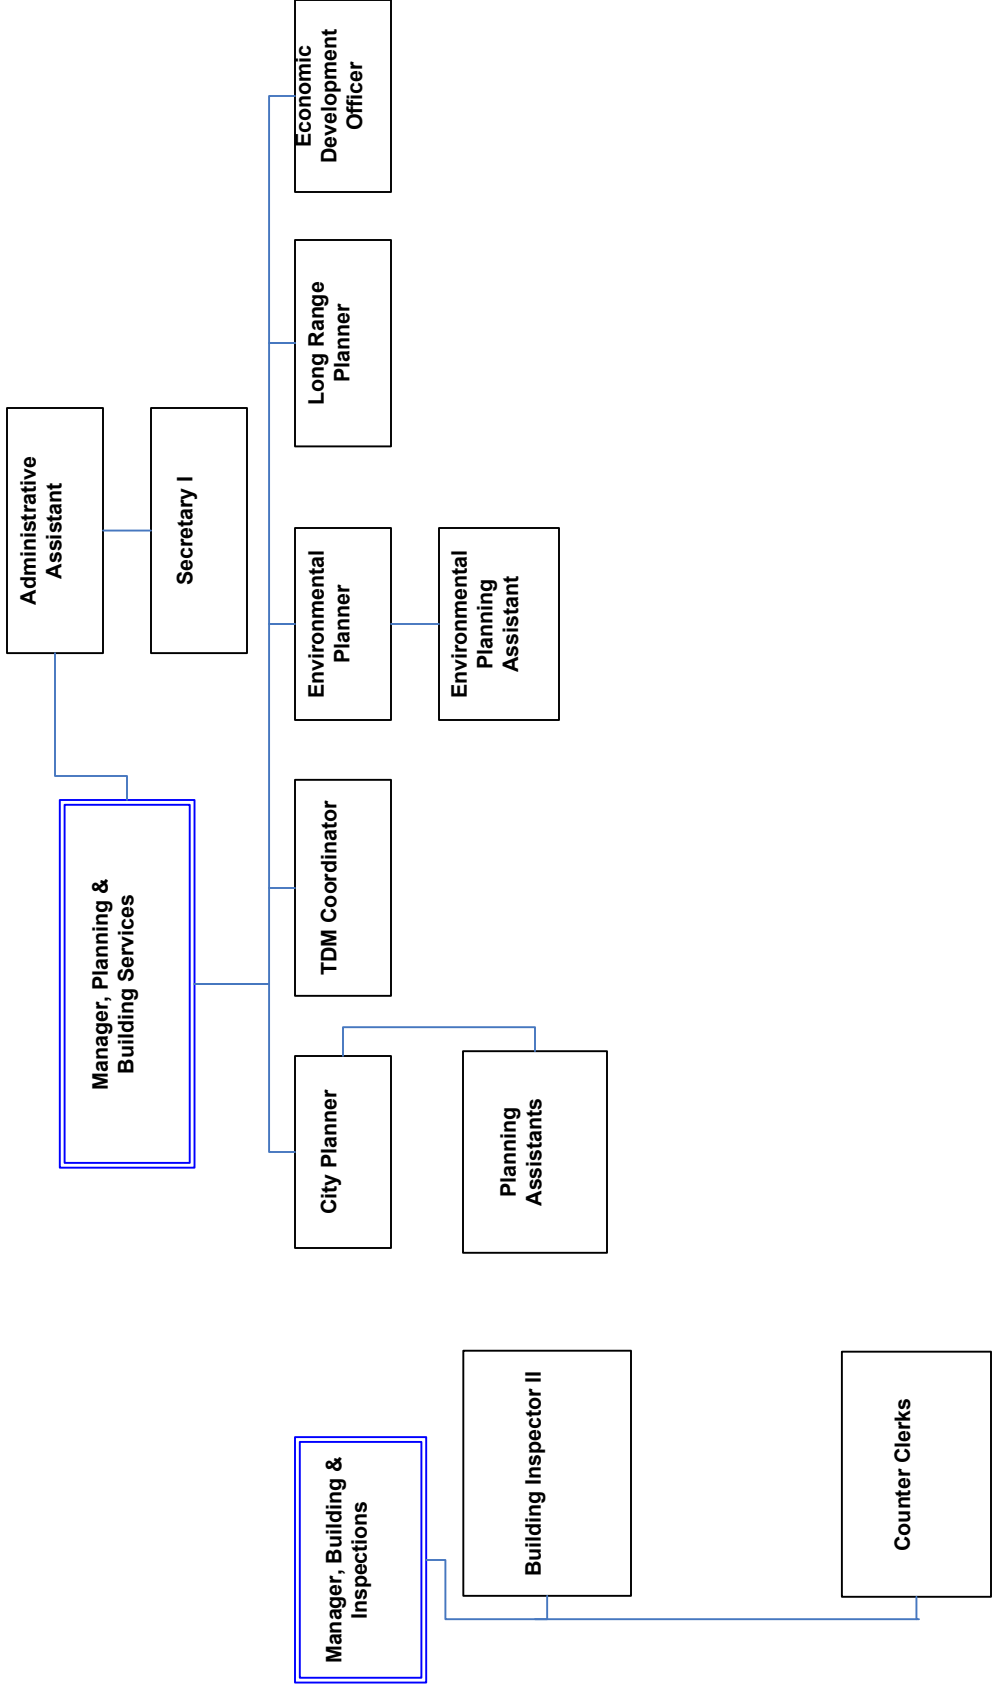 Administrative
Assistant
Manager, Planning &
Building Services
Secretary I
Manager, Building &
Inspections
City Planner
TDM Coordinator
Environmental
Planner
Long Range
Planner
Economic
Development
Officer
Building Inspector II
Planning
Assistants
Environmental
Planning
Assistant
Counter Clerks